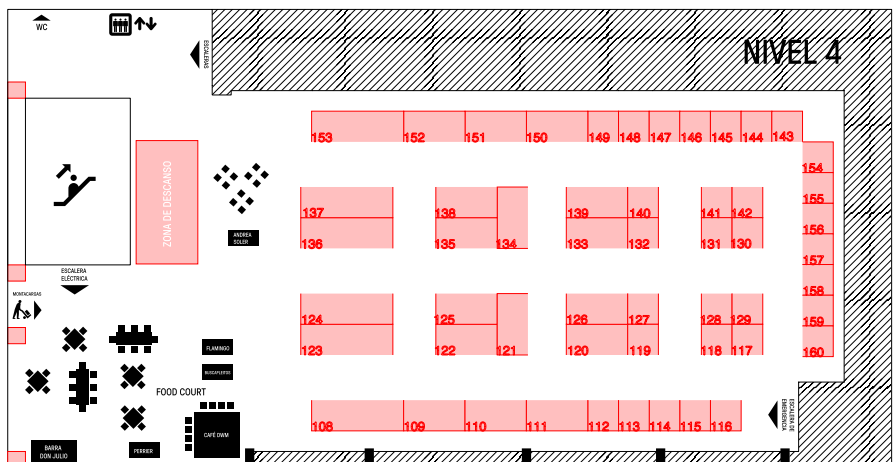 WC
ESCALERAS
NIVEL 4
153
152
151
150
149
148
147
146
145
144
143
154
155
156
157
158
159
160
ZONA DE DESCANSO
ANDREA
SOLER
137
138
139
140
141
142
136
135
134
133
132
131
130
ESCALERA
ELÉCTRICA
MONTACARGAS
124
125
126
127
128
129
123
122
121
120
119
118
117
FLAMINGO
BUSCAPLEITOS
FOOD COURT
CAFÉ DWM
BARRA
DON JULIO
PERRIER
108
109
110
111
112
113
114
115
116
ESCALERA DE
EMERGENCIA